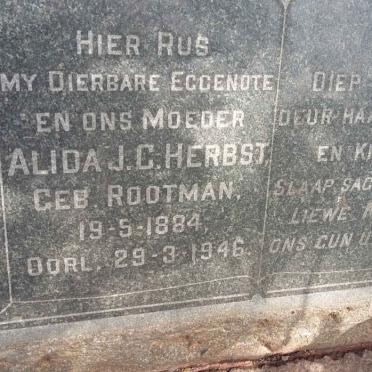 HIER RUS
MY DIERBARE EGGENOTE
EN ONS MOEDER
ALIDA J.C. HERBST,
GEB. ROOTMAN,
19-5-1884,
OORL. 29-3-1946.
DIEP
DEUR
EN
SLAAP
LIEWE
ONS GUN U